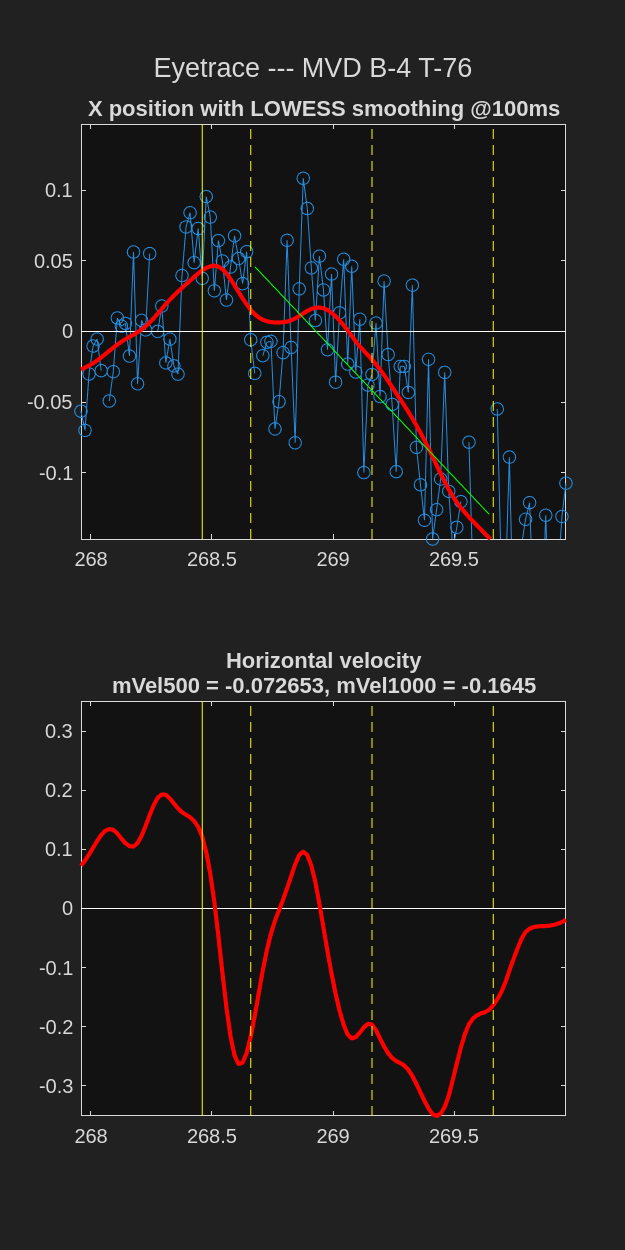 Eyetrace --- MVD B-4 T-76
X position with LOWESS smoothing @100ms
0.1
0.05
0
-0.05
-0.1
268 268.5 269 269.5
Horizontal velocity
mVel500 = -0.072653, mVel1000 = -0.1645
0.3
0.2
0.1
0
-0.1
-0.2
-0.3
268 268.5 269 269.5